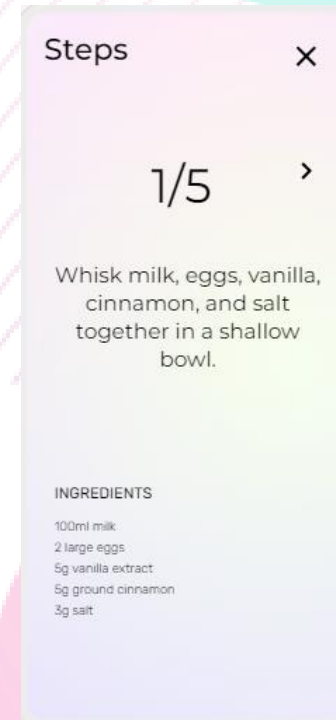 Steps
1/5
Whisk milk, eggs, vanilla,
cinnamon, and salt
together in a shallow
bowl.
INGREDIENTS
100ml milk
2 large eggs
5g vanilla extract
5g ground cinnamon
3g salt